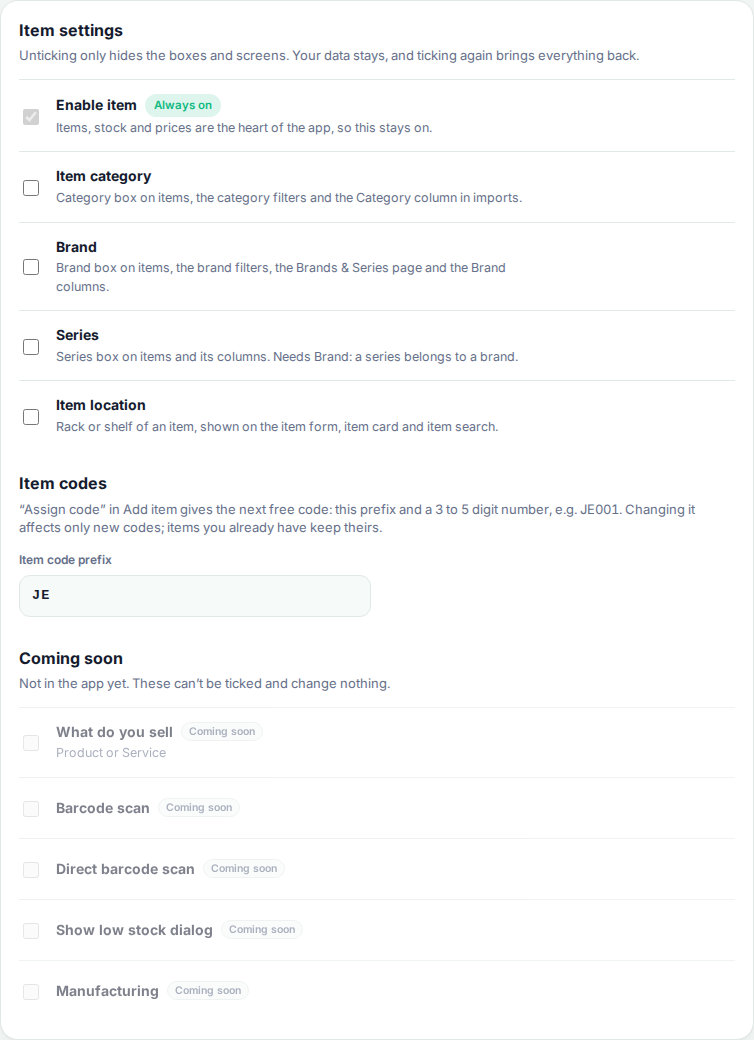 Item settings
Unticking only hides the boxes and screens. Your data stays, and ticking again brings everything back.
Enable item Always on
Items, stock and prices are the heart of the app, so this stays on.
Item category
Category box on items, the category filters and the Category column in imports.
Brand
Brand box on items, the brand filters, the Brands & Series page and the Brand
columns.
Series
Series box on items and its columns. Needs Brand: a series belongs to a brand.
Item location
Rack or shelf of an item, shown on the item form, item card and item search.
Item codes
“Assign code” in Add item gives the next free code: this prefix and a 3 to 5 digit number, e.g. JE001. Changing it
affects only new codes; items you already have keep theirs.
Item code prefix
JE
Coming soon
Not in the app yet. These can’t be ticked and change nothing.
What do you sell Coming soon
Product or Service
Barcode scan Coming soon
Direct barcode scan Coming soon
Show low stock dialog Coming soon
Manufacturing Coming soon